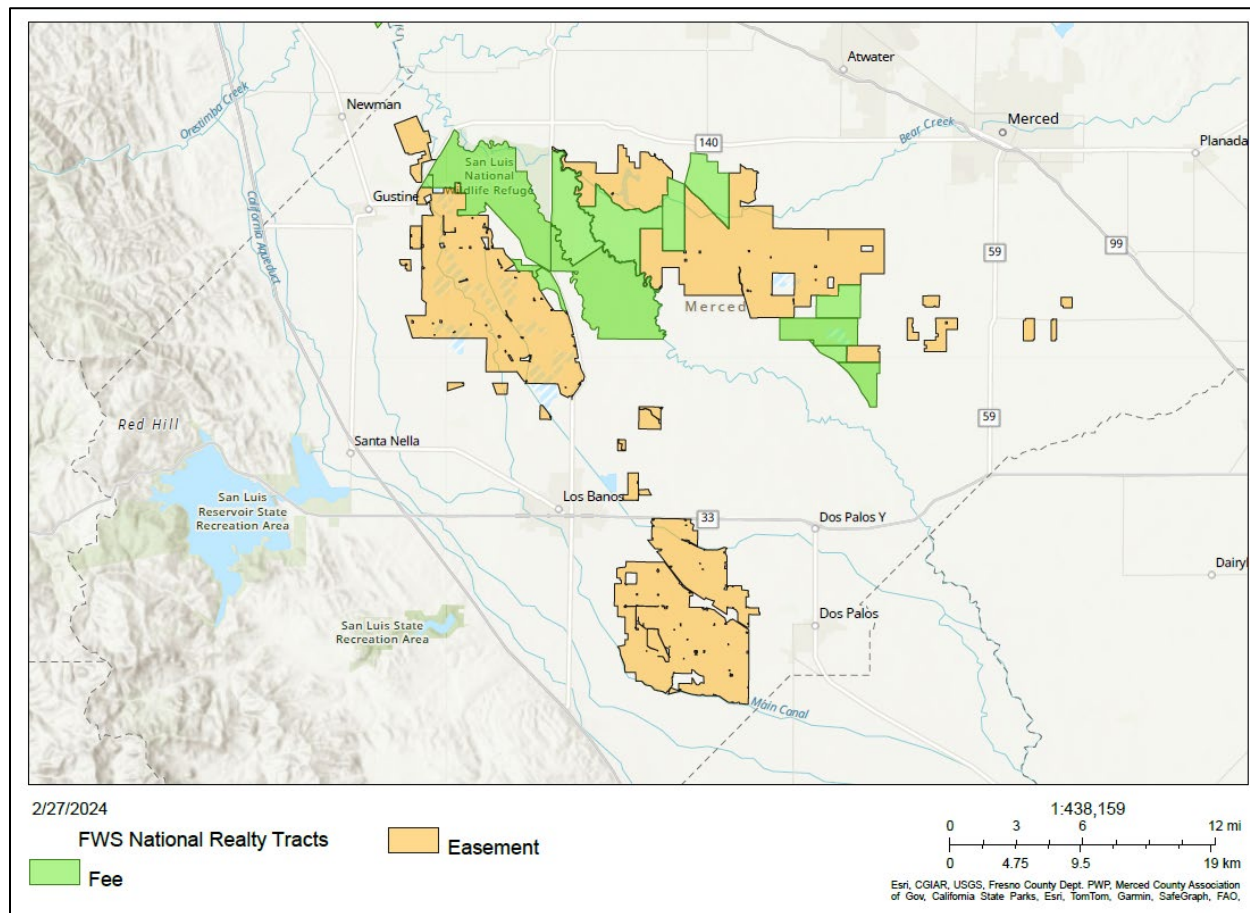 Atwater
Newman
Orestimba Creek
140
Bear Creek
Merced
Planada
San Luis
National
Wildlife Refuge
Gustine
California Aqueduct
59
99
Merced
Red Hill
59
Santa Nella
San Luis
Reservoir State
Recreation Area
Los Banos
33
Dos Palos Y
Dairyl
San Luis State
Recreation Area
Dos Palos
Main Canal
2/27/2024
FWS National Realty Tracts
Easement
Fee
1:438,159
0 3 6 12 mi
0 4.75 9.5 19 km
Esri, CGIAR, USGS, Fresno County Dept. PWP, Merced County Association
of Gov, California State Parks, Esri, TomTom, Garmin, SafeGraph, FAO,